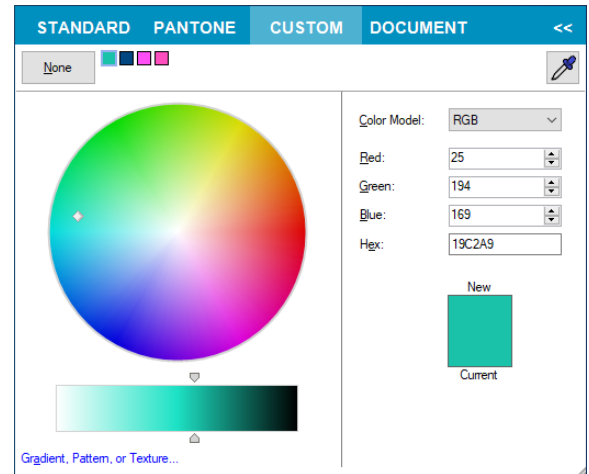 STANDARD PANTONE CUSTOM DOCUMENT <<
None
Color Model: RGB
Red: 25
Green: 194
Blue: 169
Hex: 19C2A9
New
Current
Gradient, Pattern, or Texture...